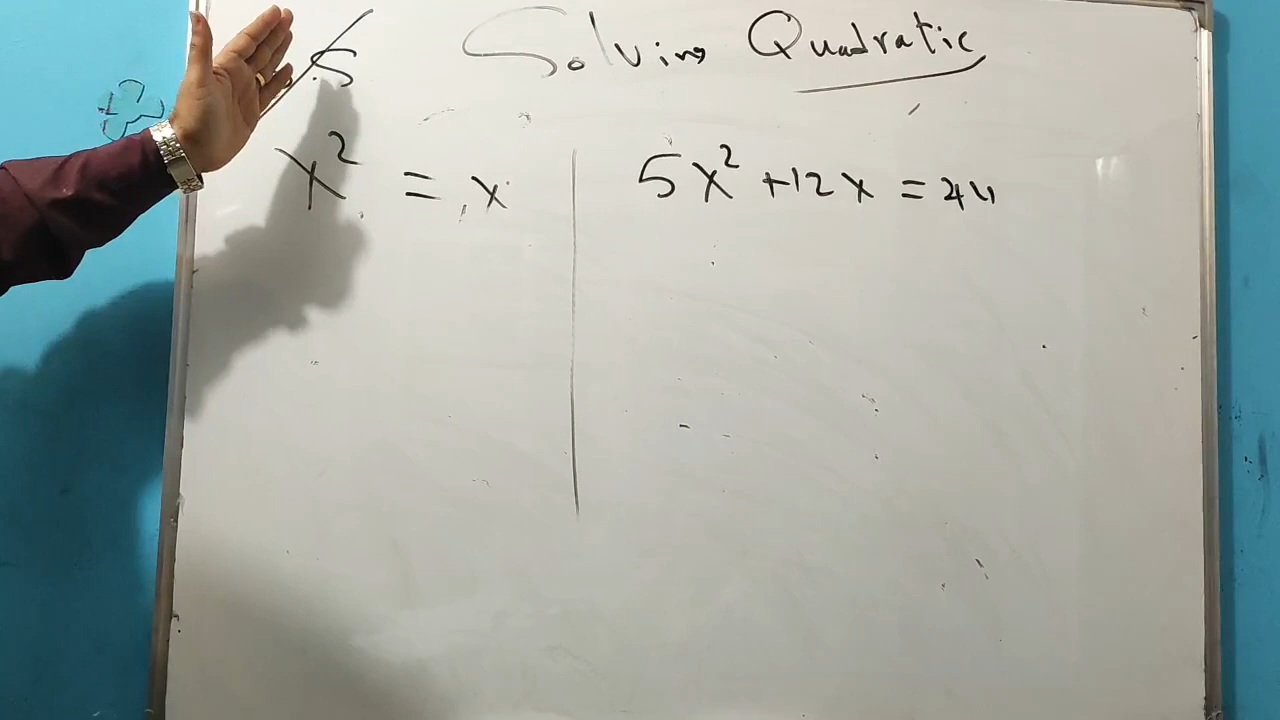 Solving Quadratic
x² = x
5x² +12x = 44